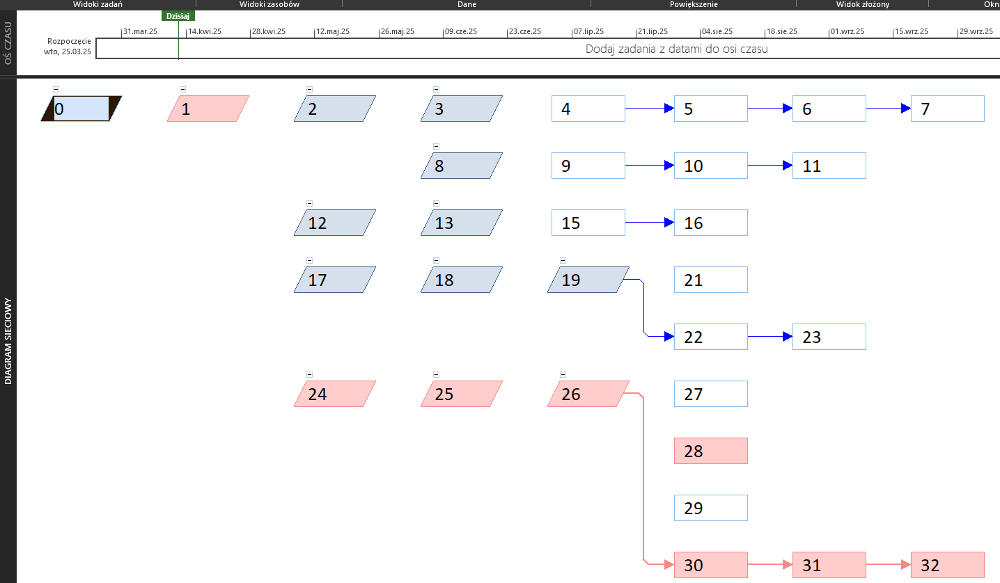 Widoki zadań Widoki zasobów Dane Powiększenie Widok złożony Okn
Dzisiaj
31.mar.25 14.kwi.25 28.kwi.25 12.maj.25 26.maj.25 09.cze.25 23.cze.25 07.lip.25 21.lip.25 04.sie.25 18.sie.25 01.wrz.25 15.wrz.25 29.wrz.25
OŚ CZASU
Rozpoczęcie
wto, 25.03.25
Dodaj zadania z datami do osi czasu
DIAGRAM SIECIOWY
0 1 2 3 4 5 6 7
8 9 10 11
12 13 15 16
17 18 19 21
22 23
24 25 26 27
28
29
30 31 32